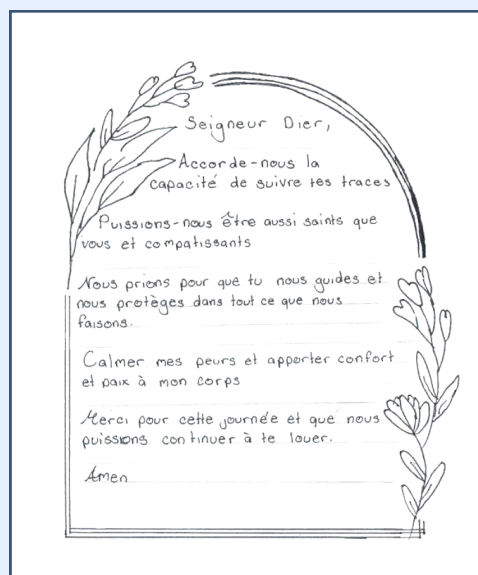 Seigneur Dier,
Accorde-nous la
capacité de suivre tes traces
Puissions-nous être aussi saints que
vous et compatissants
Nous prions pour que tu nous guides et
nous protèges dans tout ce que nous
faisons.
Calmer mes peurs et apporter confort
et paix à mon corps
Merci pour cette journée et que nous
puissions continuer à te louer.
Amen